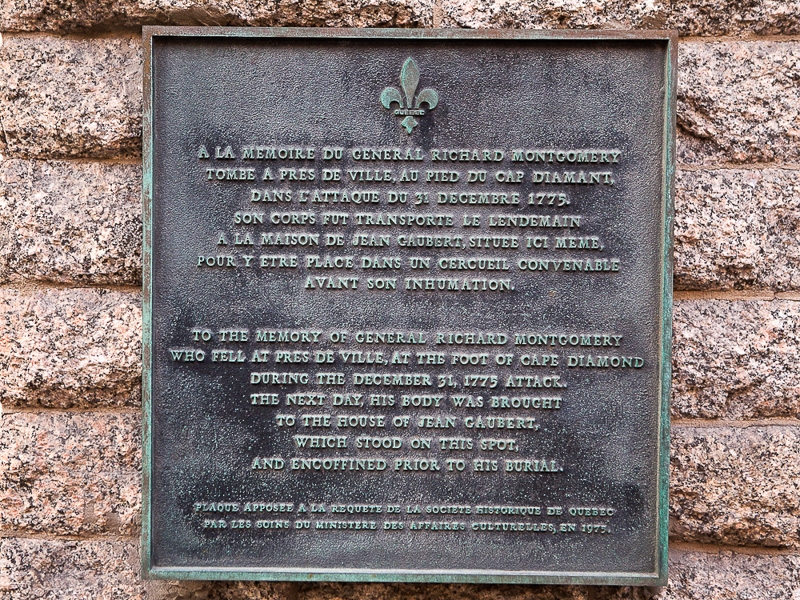 QUEBEC
A LA MEMOIRE DU GENERAL RICHARD MONTGOMERY
TOMBE A PRES DE VILLE, AU PIED DU CAP DIAMANT,
DANS L'ATTAQUE DU 31 DECEMBRE 1775.
SON CORPS FUT TRANSPORTE LE LENDEMAIN
A LA MAISON DE JEAN GAUBERT, SITUEE ICI MEME,
POUR Y ETRE PLACE DANS UN CERCUEIL CONVENABLE
AVANT SON INHUMATION.
TO THE MEMORY OF GENERAL RICHARD MONTGOMERY
WHO FELL AT PRES DE VILLE, AT THE FOOT OF CAPE DIAMOND
DURING THE DECEMBER 31, 1775 ATTACK.
THE NEXT DAY, HIS BODY WAS BROUGHT
TO THE HOUSE OF JEAN GAUBERT,
WHICH STOOD ON THIS SPOT,
AND ENCOFFINED PRIOR TO HIS BURIAL.
PLAQUE APPOSEE A LA REQUETE DE LA SOCIETE HISTORIQUE DE QUEBEC
PAR LES SOINS DU MINISTERE DES AFFAIRES CULTURELLES, EN 1975.